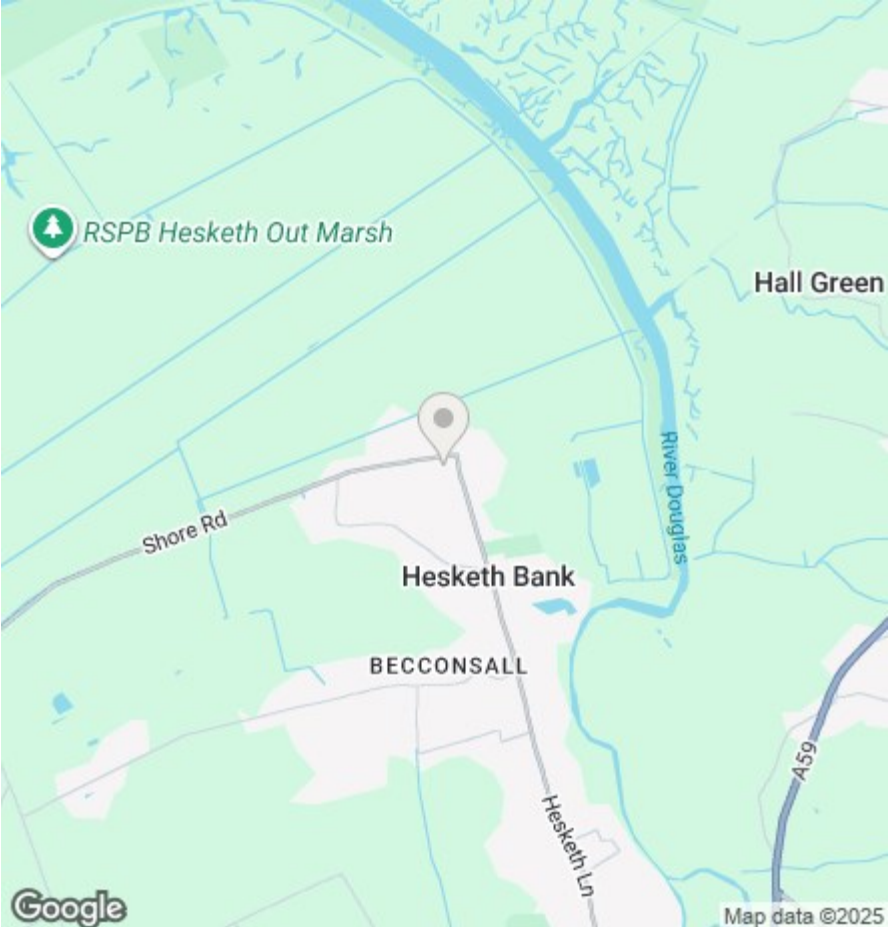 RSPB Hesketh Out Marsh
Hall Green
River Douglas
Shore Rd
Hesketh Bank
BECCONSALL
A59
Hesketh Ln
Google
Map data ©2025